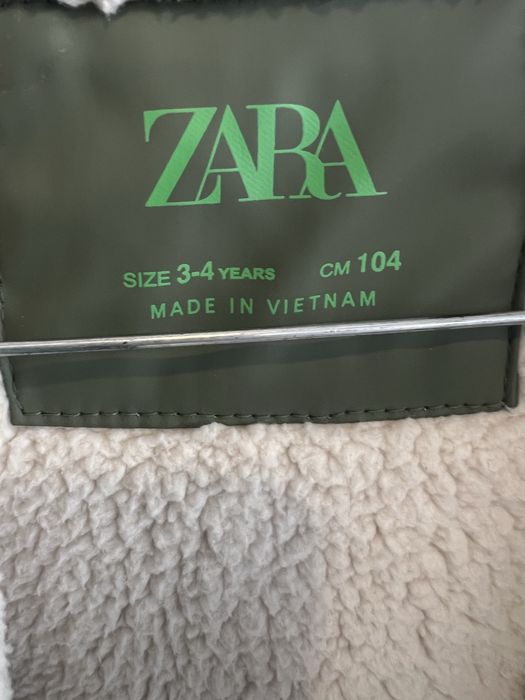 ZARA
SIZE 3-4 YEARS CM 104
MADE IN VIETNAM